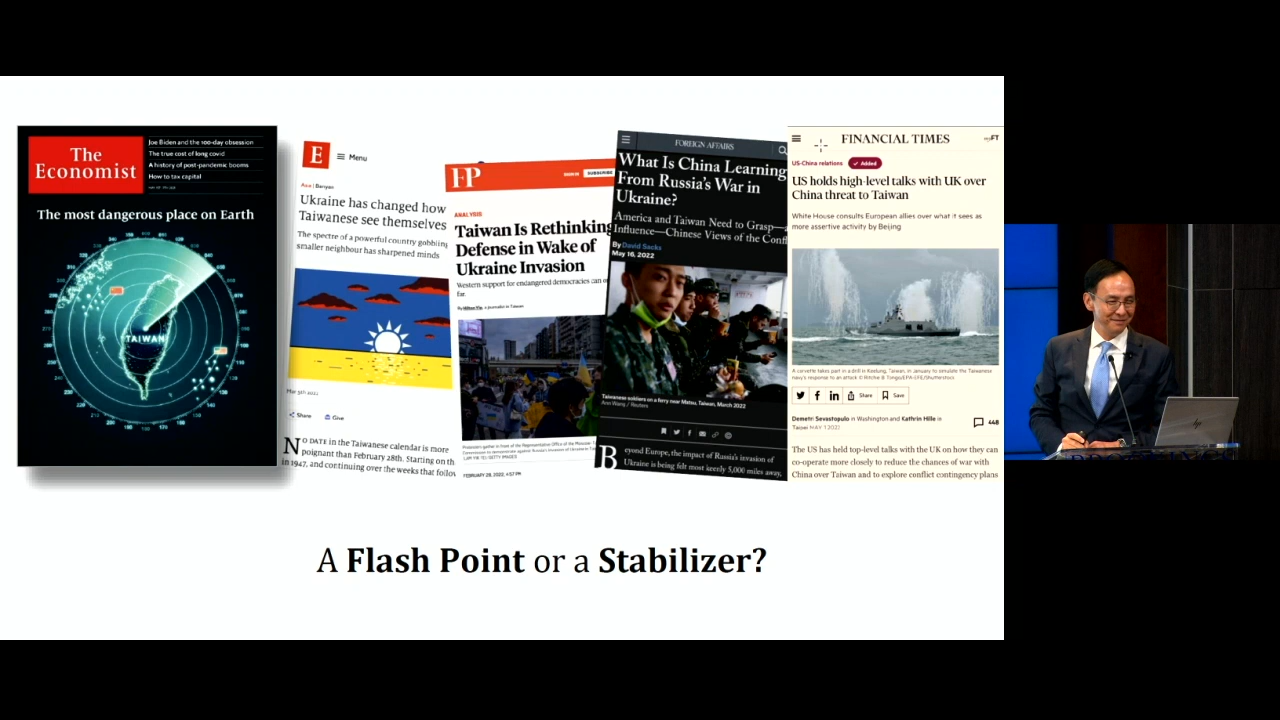 The
Economist
Joe Biden and the 100-day obsession
The true cost of long covid
A history of post-pandemic booms
How to tax capital
The most dangerous place on Earth
TAIWAN
E
Menu
Asia | Banyan
Ukraine has changed how
Taiwanese see themselves
The spectre of a powerful country gobbling
smaller neighbour has sharpened minds
Share
Give
NO DATE in the Taiwanese calendar is more
poignant than February 28th. Starting on th
in 1947, and continuing over the weeks that follow
FP
SIGN IN
SUBSCRIBE
ANALYSIS
Taiwan Is Rethinking
Defense in Wake of
Ukraine Invasion
Western support for endangered democracies can o
far.
By Hilton Yip, a journalist in Taiwan
FEBRUARY 28, 2022, 4:57 PM
FOREIGN AFFAIRS
What Is China Learning
From Russia's War in
Ukraine?
America and Taiwan Need to Grasp—a
Influence—Chinese Views of the Confl
By David Sacks
May 16, 2022
Taiwanese soldiers on a ferry near Matsu, Taiwan, March 2022
Ann Wang / Reuters
Beyond Europe, the impact of Russia's invasion of
Ukraine is being felt most keenly 5,000 miles away,
FINANCIAL TIMES
myFT
US-China relations
Added
US holds high-level talks with UK over
China threat to Taiwan
White House consults European allies over what it sees as
more assertive activity by Beijing
A corvette takes part in a drill in Keelung, Taiwan, in January to simulate the Taiwanese
navy's response to an attack © Ritchie B Tongo/EPA-EFE/Shutterstock
Share
Save
Demetri Sevastopulo in Washington and Kathrin Hille in
Taipei MAY 1 2022
448
The US has held top-level talks with the UK on how they can
co-operate more closely to reduce the chances of war with
China over Taiwan and to explore conflict contingency plans
A Flash Point or a Stabilizer?
hp